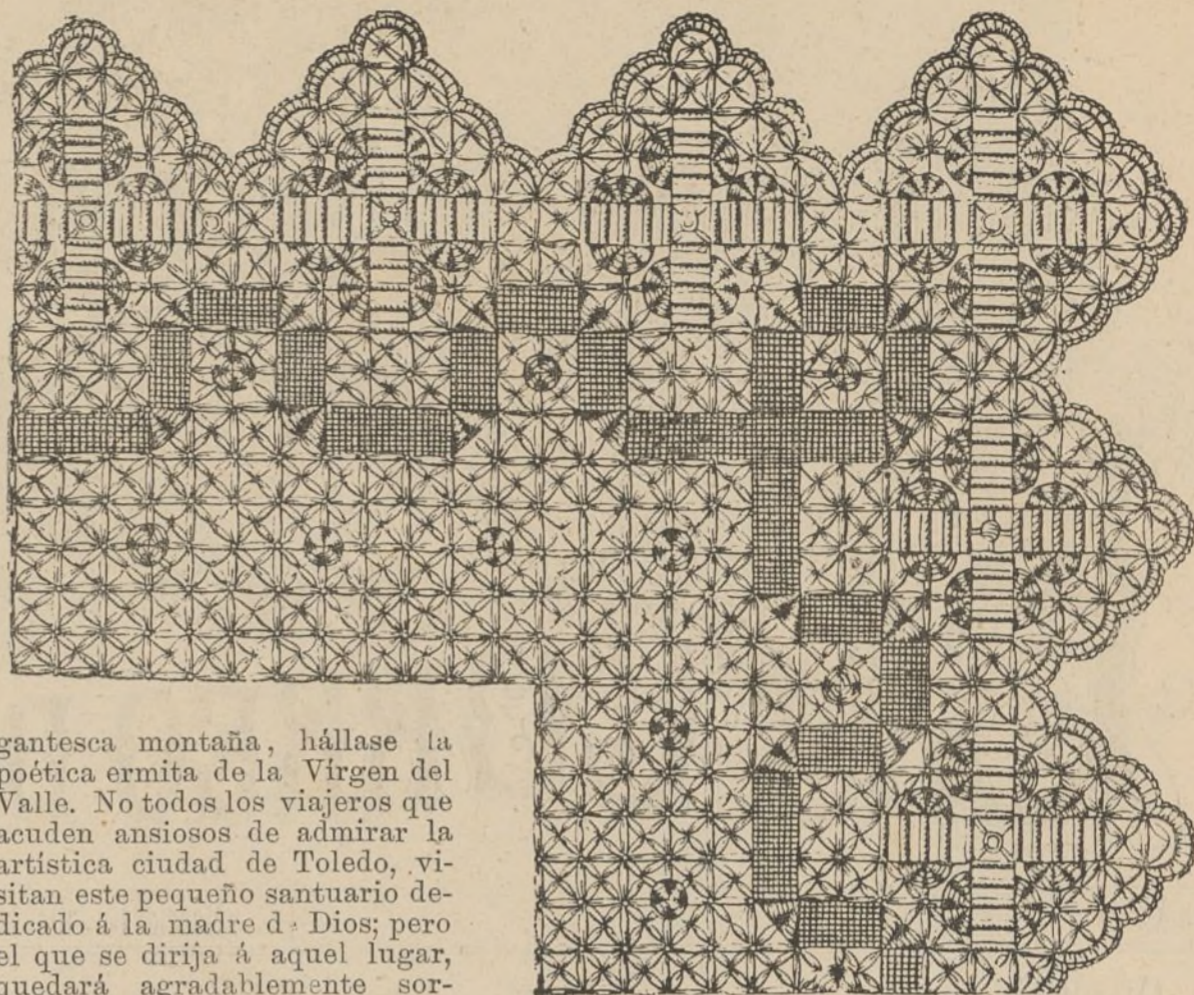 gantesca montaña, hállase la
poética ermita de la Vírgen del
Valle. No todos los viajeros que
acuden ansiosos de admirar la
artística ciudad de Toledo, vi-
sitan este pequeño santuario de-
dicado á la madre d Dios; pero
el que se dirija á aquel lugar,
quedará agradablemente sor-